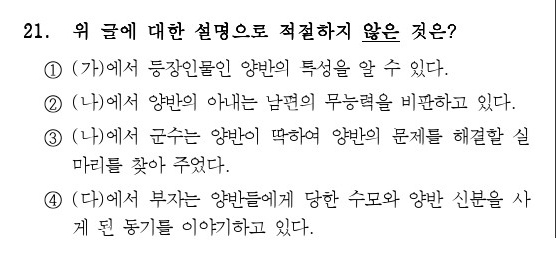 21. 위 글에 대한 설명으로 적절하지 않은 것은?
① (가)에서 등장인물인 양반의 특성을 알 수 있다.
② (나)에서 양반의 아내는 남편의 무능력을 비판하고 있다.
③ (나)에서 군수는 양반이 딱하여 양반의 문제를 해결할 실
마리를 찾아 주었다.
④ (다)에서 부자는 양반들에게 당한 수모와 양반 신분을 사
게 된 동기를 이야기하고 있다.